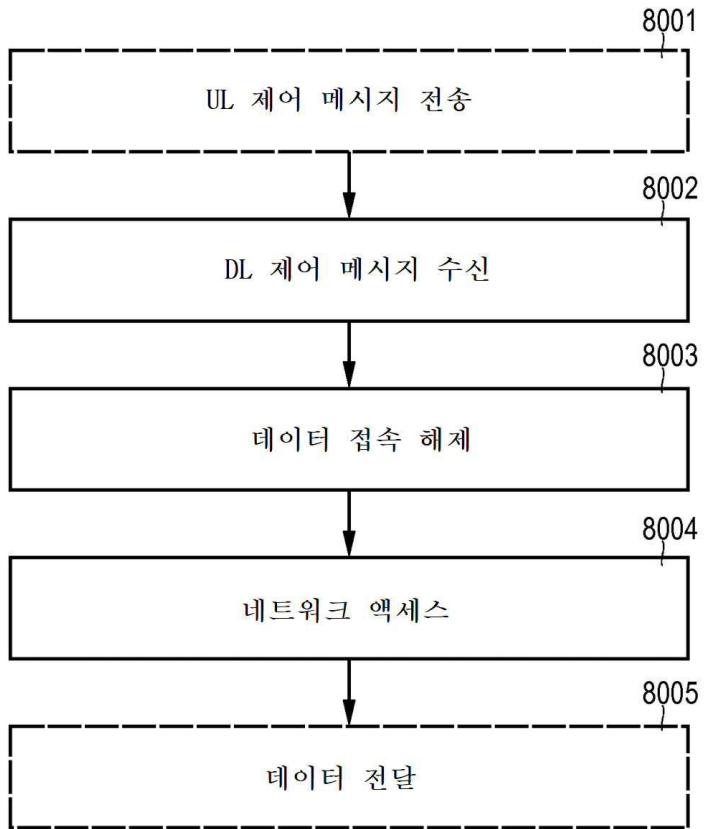 8001
UL 제어 메시지 전송
8002
DL 제어 메시지 수신
8003
데이터 접속 해제
8004
네트워크 액세스
8005
데이터 전달